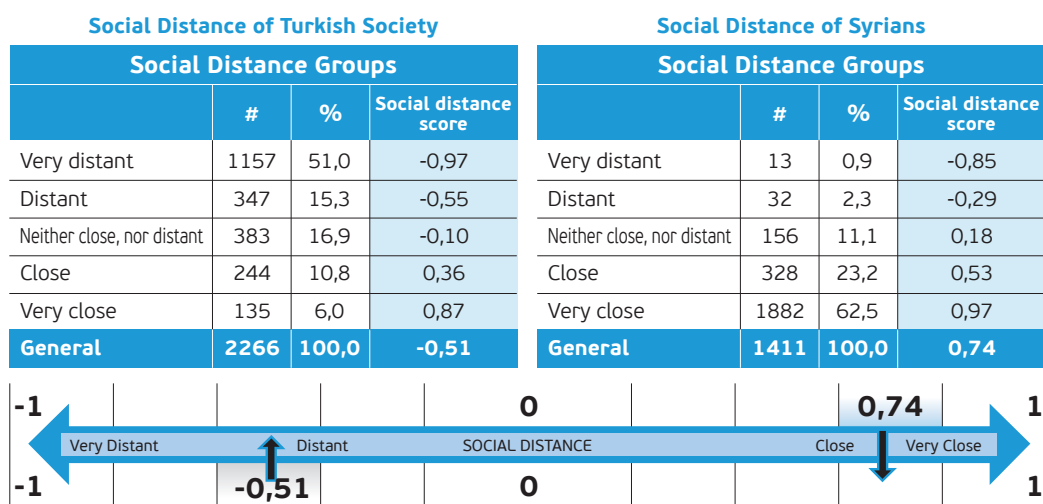 Social Distance of Turkish Society
Social Distance Groups
# % Social distance score
Very distant 1157 51,0 -0,97
Distant 347 15,3 -0,55
Neither close, nor distant 383 16,9 -0,10
Close 244 10,8 0,36
Very close 135 6,0 0,87
General 2266 100,0 -0,51
Social Distance of Syrians
Social Distance Groups
# % Social distance score
Very distant 13 0,9 -0,85
Distant 32 2,3 -0,29
Neither close, nor distant 156 11,1 0,18
Close 328 23,2 0,53
Very close 1882 62,5 0,97
General 1411 100,0 0,74
-1 0 0,74 1
Very Distant Distant SOCIAL DISTANCE Close Very Close
-1 -0,51 0 1